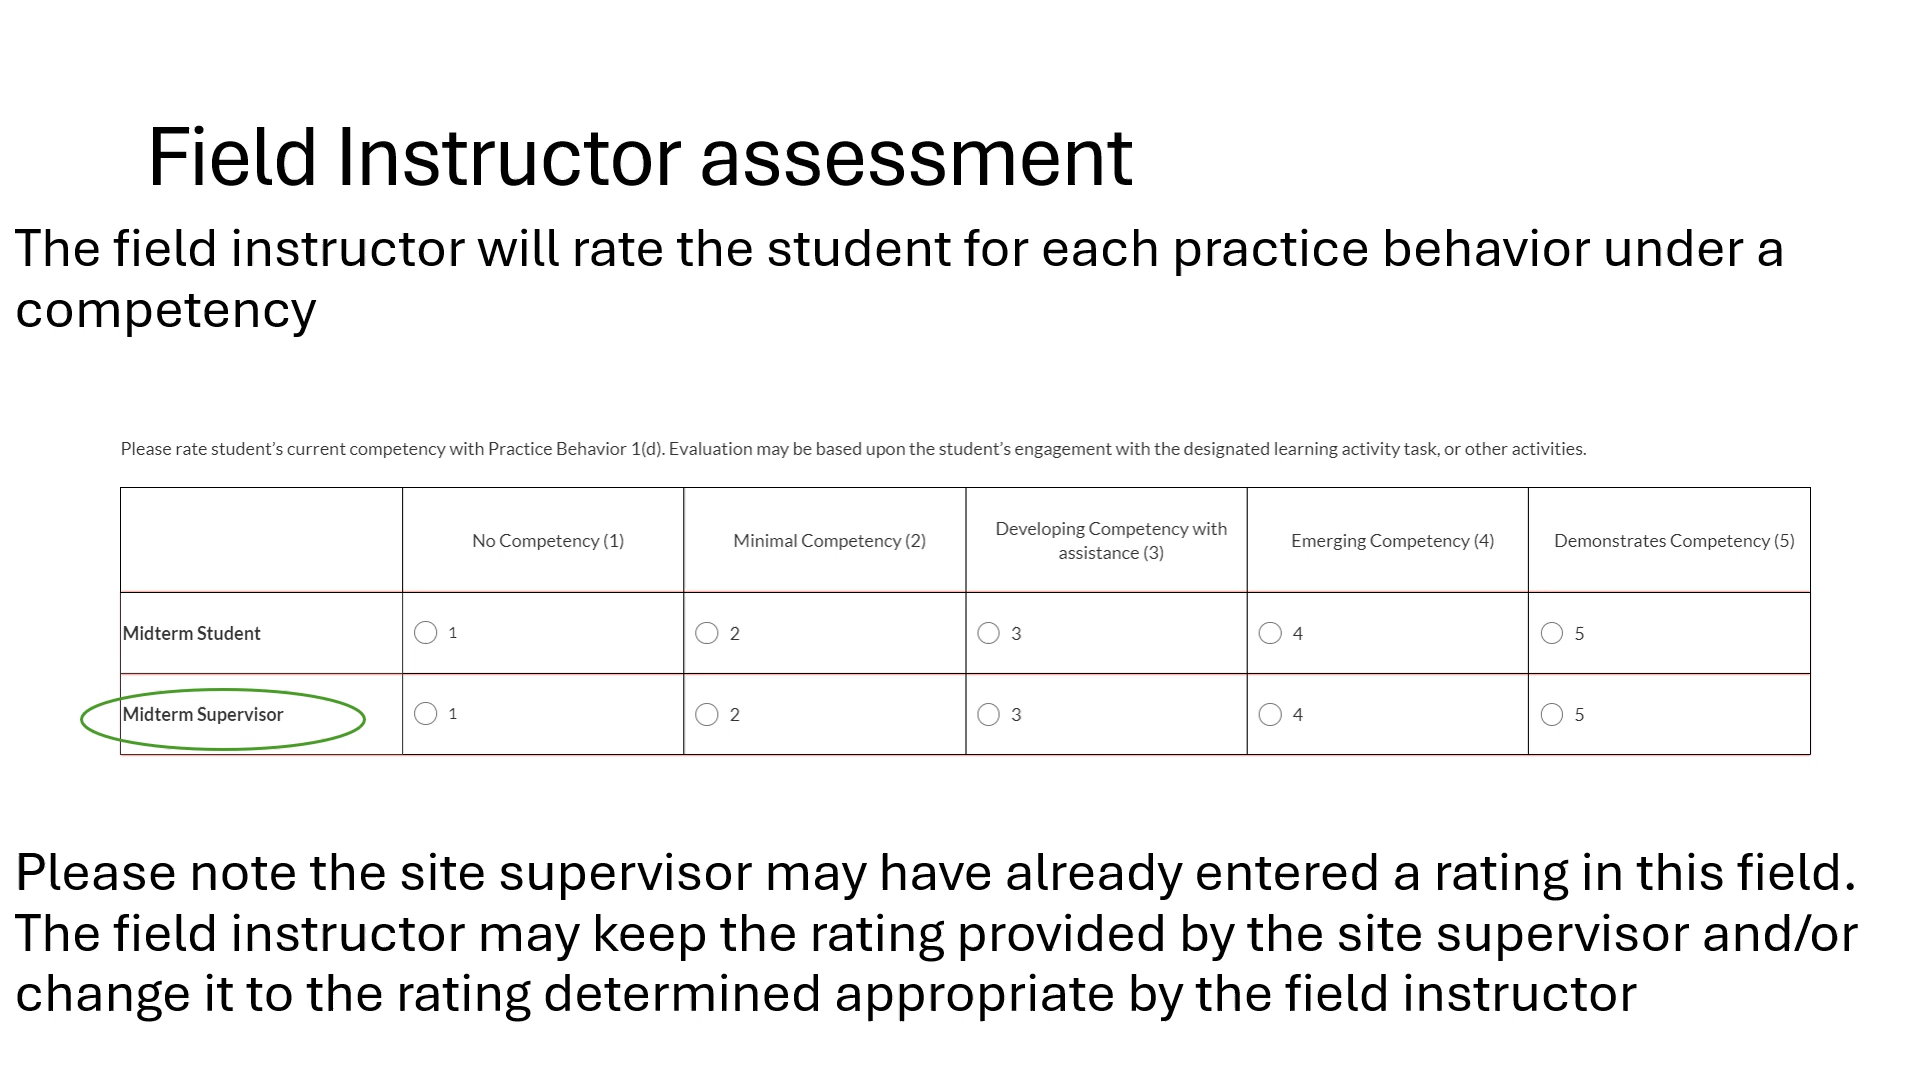 Field Instructor assessment
The field instructor will rate the student for each practice behavior under a
competency
Please rate student’s current competency with Practice Behavior 1(d). Evaluation may be based upon the student’s engagement with the designated learning activity task, or other activities.
No Competency (1) Minimal Competency (2) Developing Competency with assistance (3) Emerging Competency (4) Demonstrates Competency (5)
Midterm Student 1 2 3 4 5
Midterm Supervisor 1 2 3 4 5
Please note the site supervisor may have already entered a rating in this field.
The field instructor may keep the rating provided by the site supervisor and/or
change it to the rating determined appropriate by the field instructor